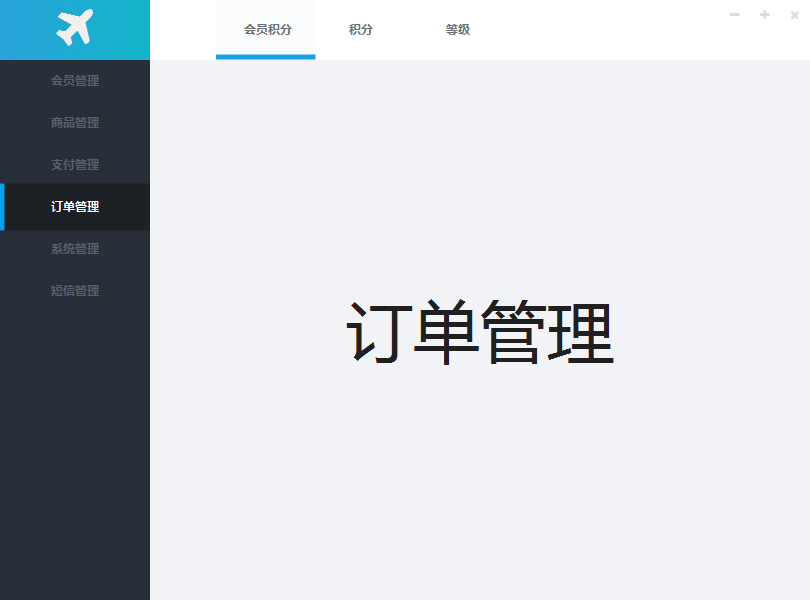 会员积分
积分
等级
会员管理
商品管理
支付管理
订单管理
系统管理
短信管理
订单管理